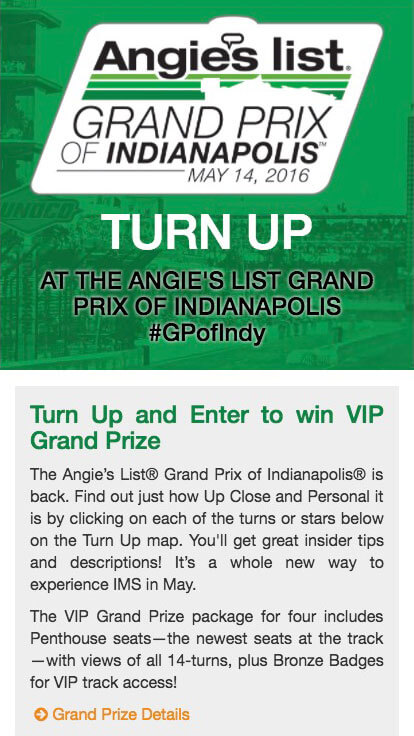 Angie's list®
GRAND PRIX
OF INDIANAPOLIS™
MAY 14, 2016
SUNOCO
TURN UP
AT THE ANGIE'S LIST GRAND
PRIX OF INDIANAPOLIS
#GPofIndy
Turn Up and Enter to win VIP
Grand Prize
The Angie’s List® Grand Prix of Indianapolis® is
back. Find out just how Up Close and Personal it
is by clicking on each of the turns or stars below
on the Turn Up map. You'll get great insider tips
and descriptions! It’s a whole new way to
experience IMS in May.
The VIP Grand Prize package for four includes
Penthouse seats—the newest seats at the track
—with views of all 14-turns, plus Bronze Badges
for VIP track access!
Grand Prize Details